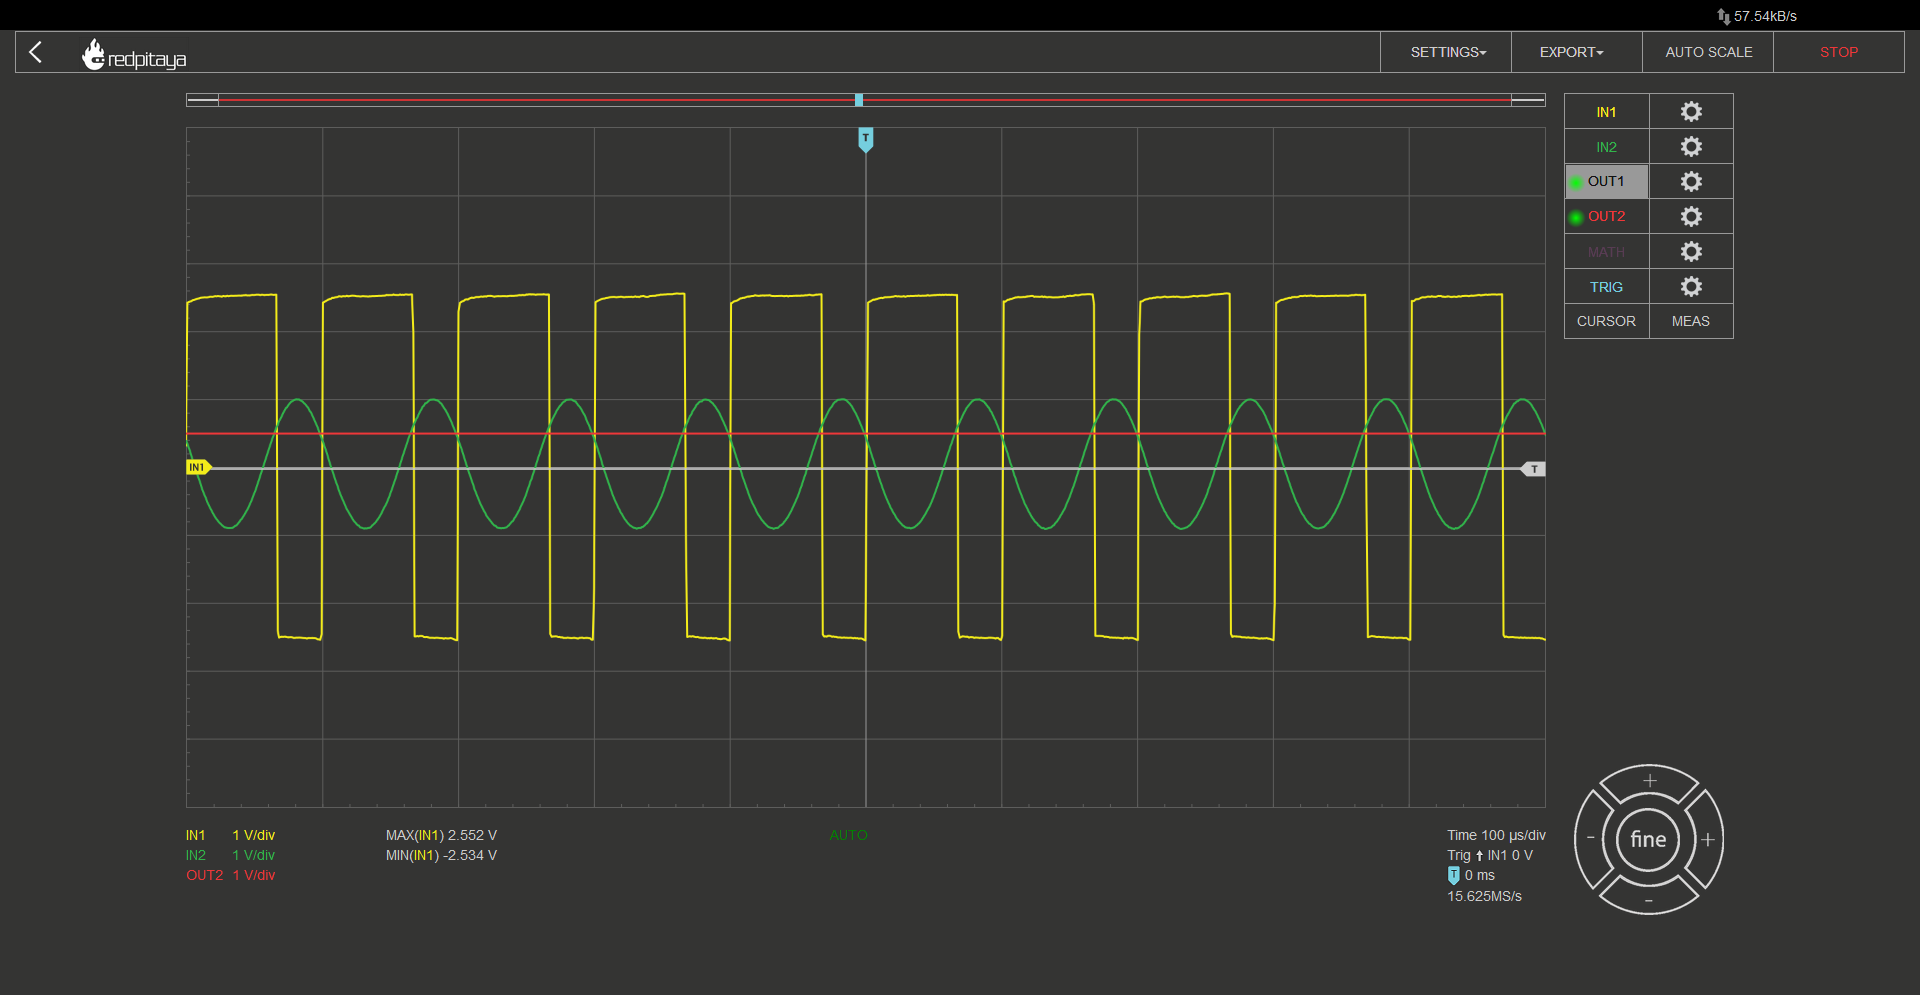 57.54kB/s
redpitaya
SETTINGS
EXPORT
AUTO SCALE
STOP
T
IN1
IN2
OUT1
OUT2
MATH
TRIG
CURSOR MEAS
IN1
T
IN1 1 V/div MAX(IN1) 2.552 V AUTO Time 100 µs/div
IN2 1 V/div MIN(IN1) -2.534 V Trig IN1 0 V
OUT2 1 V/div T 0 ms
15.625MS/s
+
- fine +
-